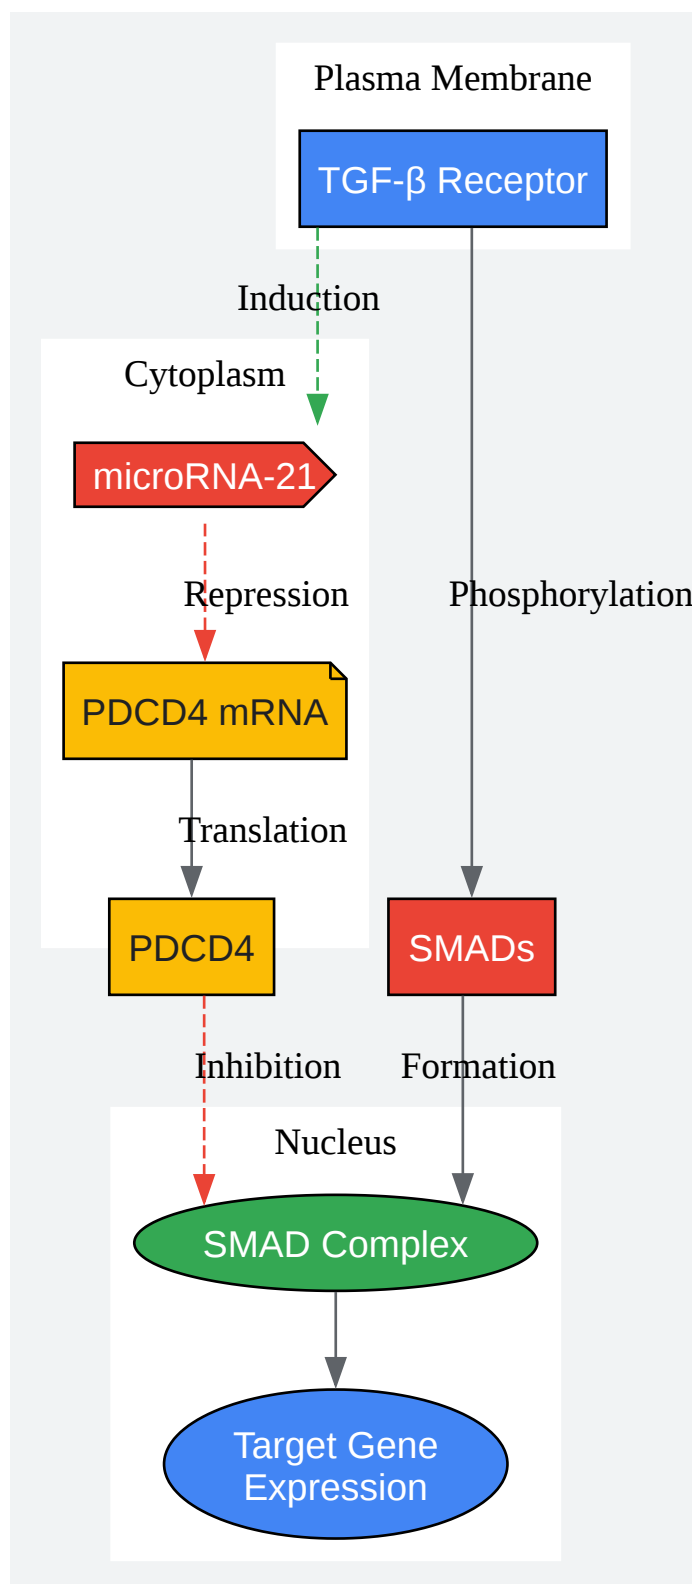 Plasma Membrane
TGF-β Receptor
Induction
Cytoplasm
microRNA-21
Repression
Phosphorylation
PDCD4 mRNA
Translation
PDCD4
SMADs
Inhibition
Formation
Nucleus
SMAD Complex
Target Gene
Expression